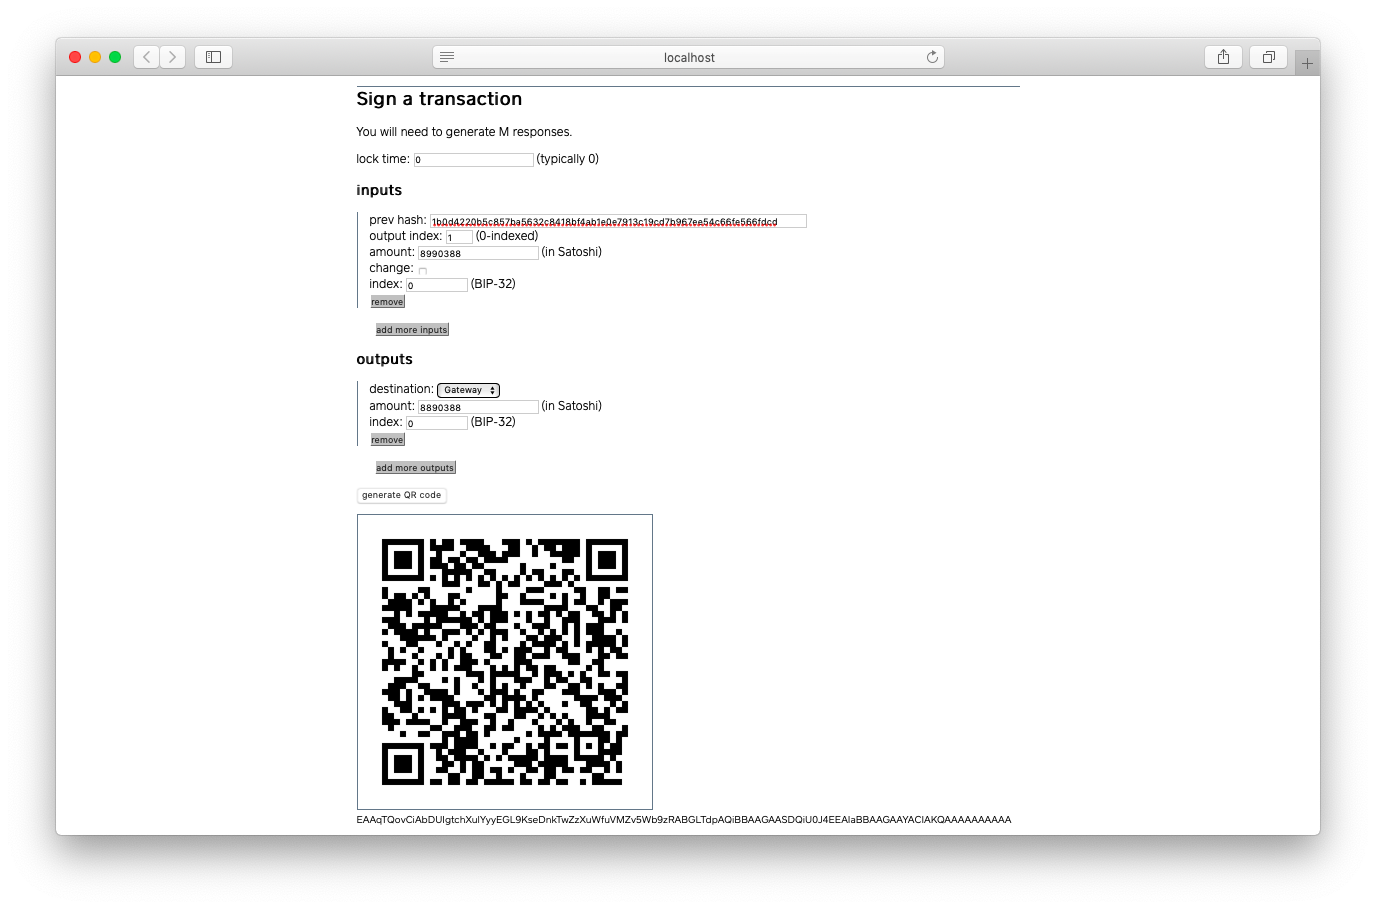 localhost
Sign a transaction
You will need to generate M responses.
lock time: 0 (typically 0)
inputs
prev hash: 1b0d4220b5c857ba5632c8418bf4ab1e0e7913c19cd7b967ee54c66fe566fdcd
output index: 1 (0-indexed)
amount: 8990388 (in Satoshi)
change:
index: 0 (BIP-32)
remove
add more inputs
outputs
destination: Gateway
amount: 8890388 (in Satoshi)
index: 0 (BIP-32)
remove
add more outputs
generate QR code
EAAqTQovCiAbDUIgtchXulYyyEGL9KseDnkTwZzXuWfuVMZv5Wb9zRABGLTdpAQiBBAAGAASDQiU0J4EEAIaBBAAGAAYACIAKQAAAAAAAAAA